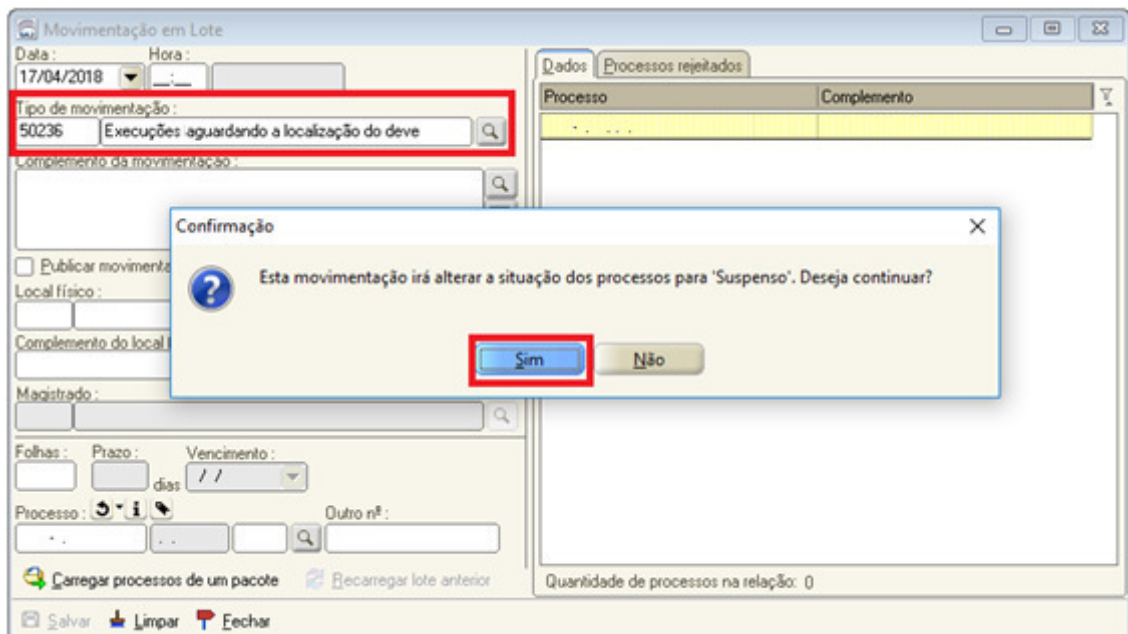 Movimentação em Lote
Data :
Hora :
17/04/2018
__:__
Tipo de movimentação :
50236
Execuções aguardando a localização do deve
Complemento da movimentação :
Publicar movimenta
Local físico :
Complemento do local
Magistrado :
Folhas :
Prazo :
Vencimento :
dias
/ /
Processo :
Outro nº :
- .
. .
Carregar processos de um pacote
Recarregar lote anterior
Salvar
Limpar
Fechar
Dados
Processos rejeitados
Processo
Complemento
- . . . .
Quantidade de processos na relação: 0
Confirmação
Esta movimentação irá alterar a situação dos processos para 'Suspenso'. Deseja continuar?
Sim
Não